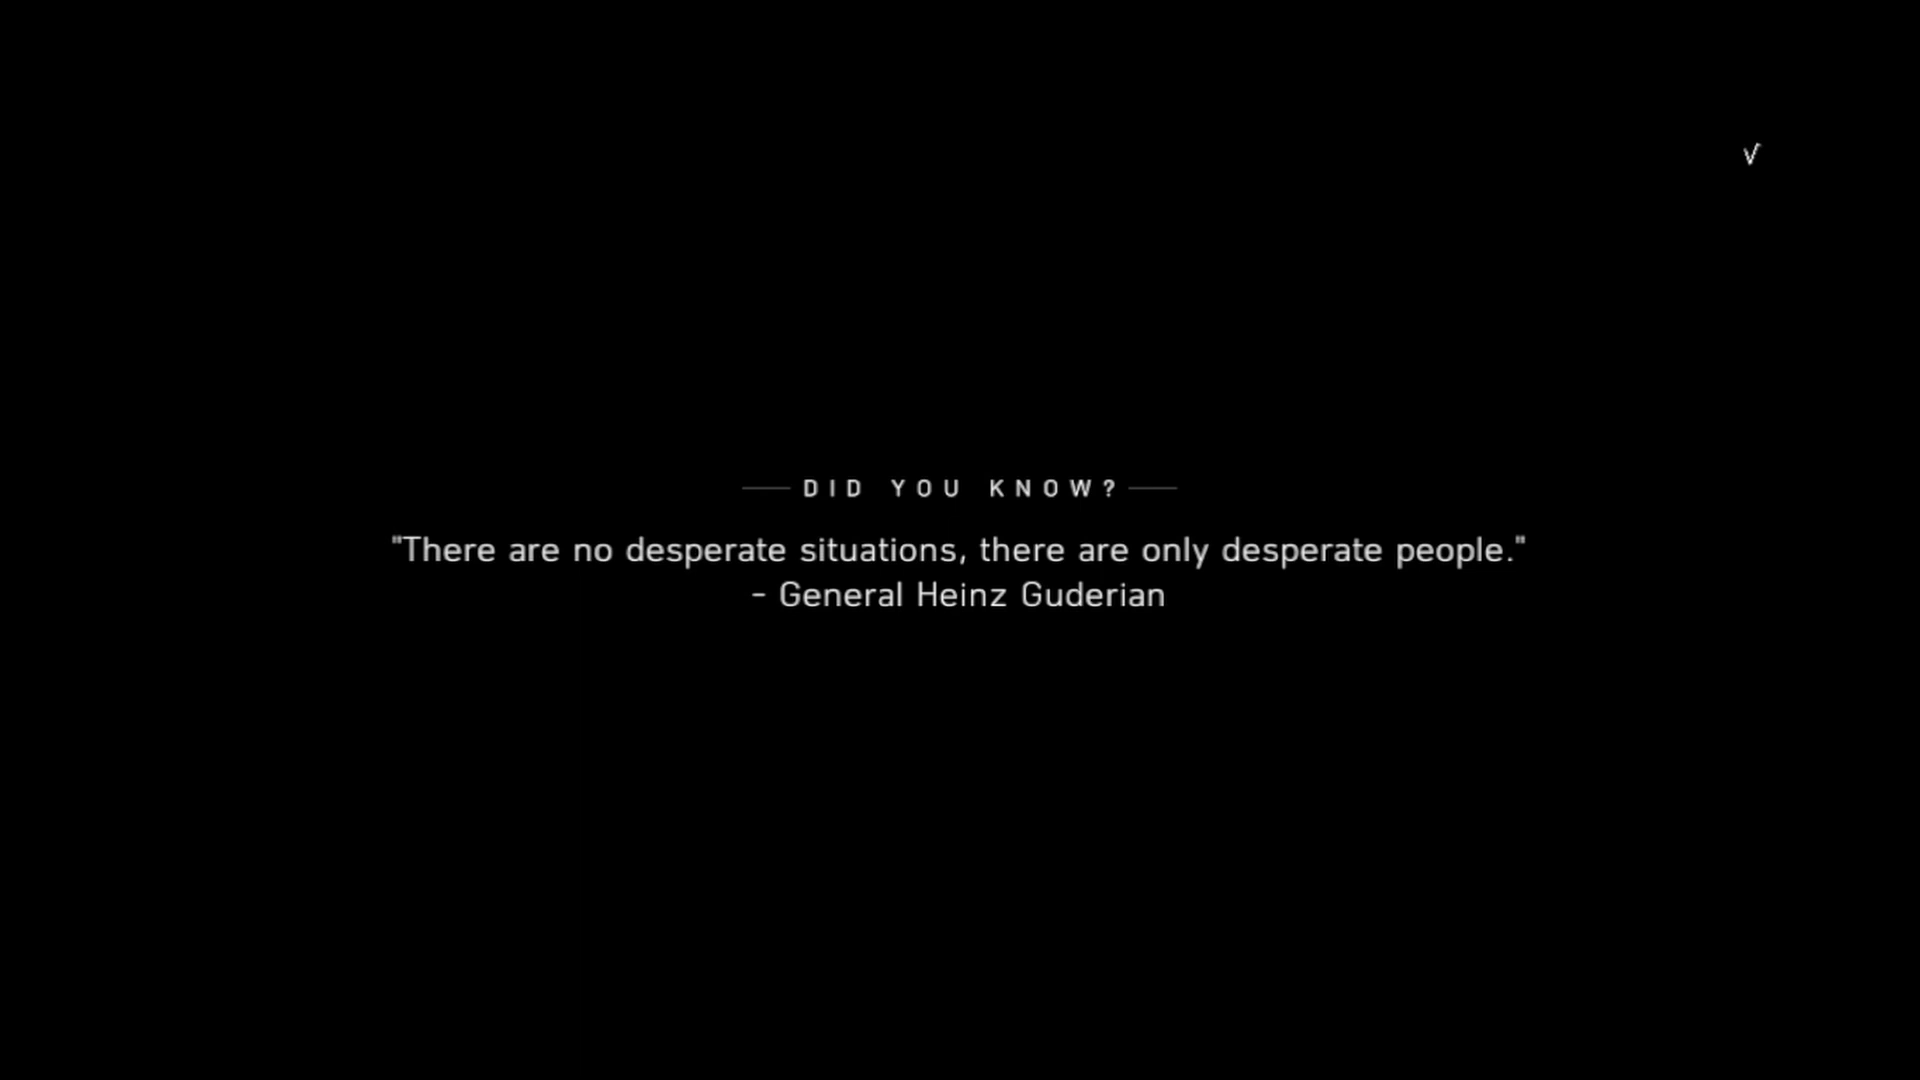 √
DID YOU KNOW?
"There are no desperate situations, there are only desperate people."
- General Heinz Guderian